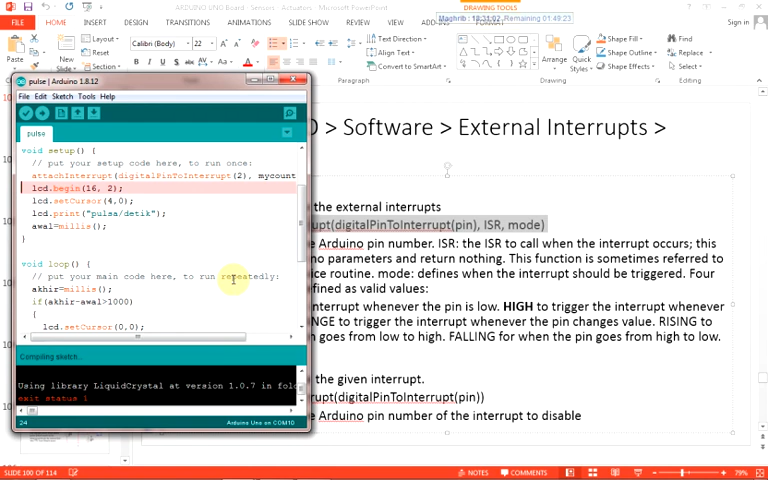 ARDUINO UNO Board - Sensors - Actuators - Microsoft PowerPoint
DRAWING TOOLS
Maghrib : 18:31:02, Remaining 01:49:23
FILE HOME INSERT DESIGN TRANSITIONS ANIMATIONS SLIDE SHOW REVIEW VIEW
Sign in
Paste
New
Layout
Reset
Section
Calibri (Body) 22
Text Direction
Align Text
Convert to SmartArt
Arrange
Quick
Styles
Shape Fill
Shape Outline
Shape Effects
Find
Replace
Select
Paragraph
Drawing
Editing
pulse | Arduino 1.8.12
File Edit Sketch Tools Help
pulse
void setup() {
// put your setup code here, to run once:
attachInterrupt(digitalPinToInterrupt(2), mycount
lcd.begin(16, 2);
lcd.setCursor(4,0);
lcd.print("pulsa/detik");
awal=millis();
}
void loop() {
// put your main code here, to run repeatedly:
akhir=millis();
if(akhir-awal>1000)
{
lcd.setCursor(0,0);
Compiling sketch...
Using library LiquidCrystal at version 1.0.7 in fol
exit status 1
24
Arduino Uno on COM10
O > Software > External Interrupts >
the external interrupts
rupt(digitalPinToInterrupt(pin), ISR, mode)
e Arduino pin number. ISR: the ISR to call when the interrupt occurs; this
no parameters and return nothing. This function is sometimes referred to
ice routine. mode: defines when the interrupt should be triggered. Four
fined as valid values:
interrupt whenever the pin is low. HIGH to trigger the interrupt whenever
NGE to trigger the interrupt whenever the pin changes value. RISING to
n goes from low to high. FALLING for when the pin goes from high to low.
the given interrupt.
rrupt(digitalPinToInterrupt(pin))
e Arduino pin number of the interrupt to disable
SLIDE 100 OF 114
NOTES
COMMENTS
79%